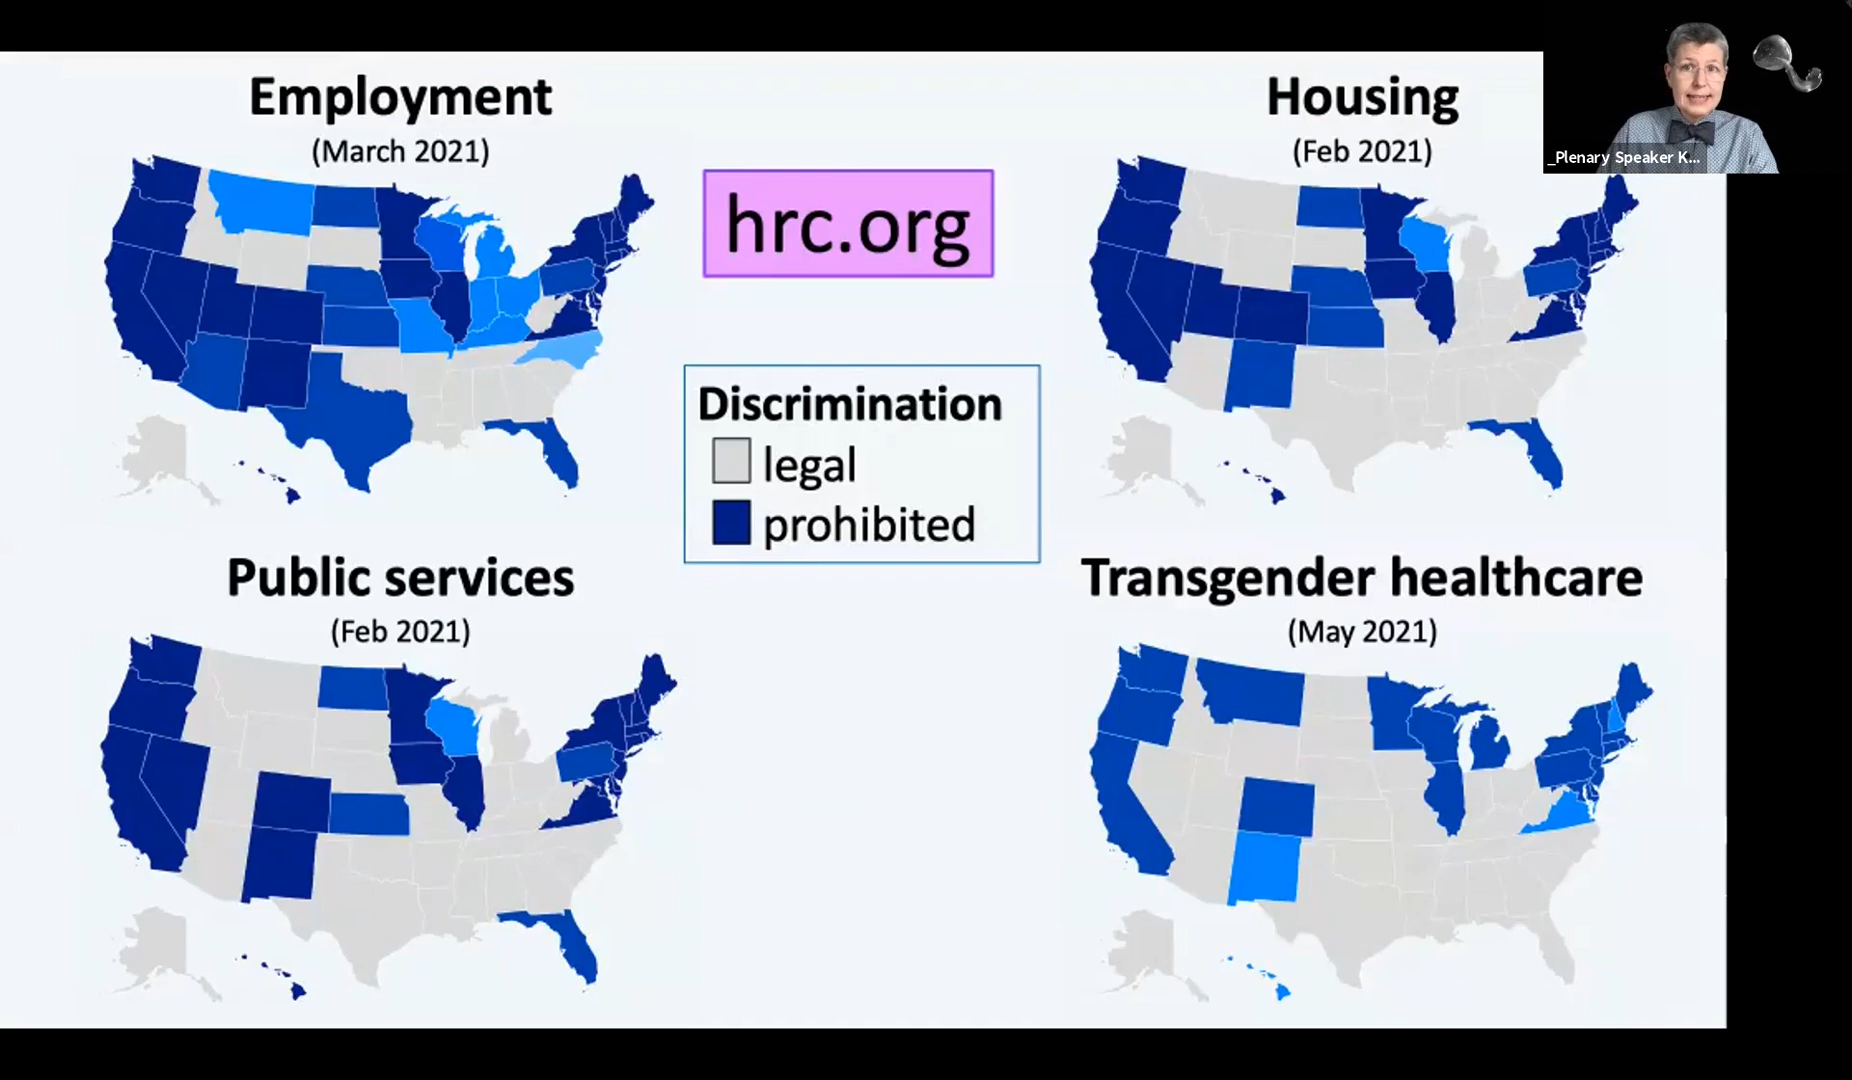 Employment
(March 2021)
hrc.org
Housing
(Feb 2021)
_Plenary Speaker K...
Discrimination
legal
prohibited
Public services
(Feb 2021)
Transgender healthcare
(May 2021)